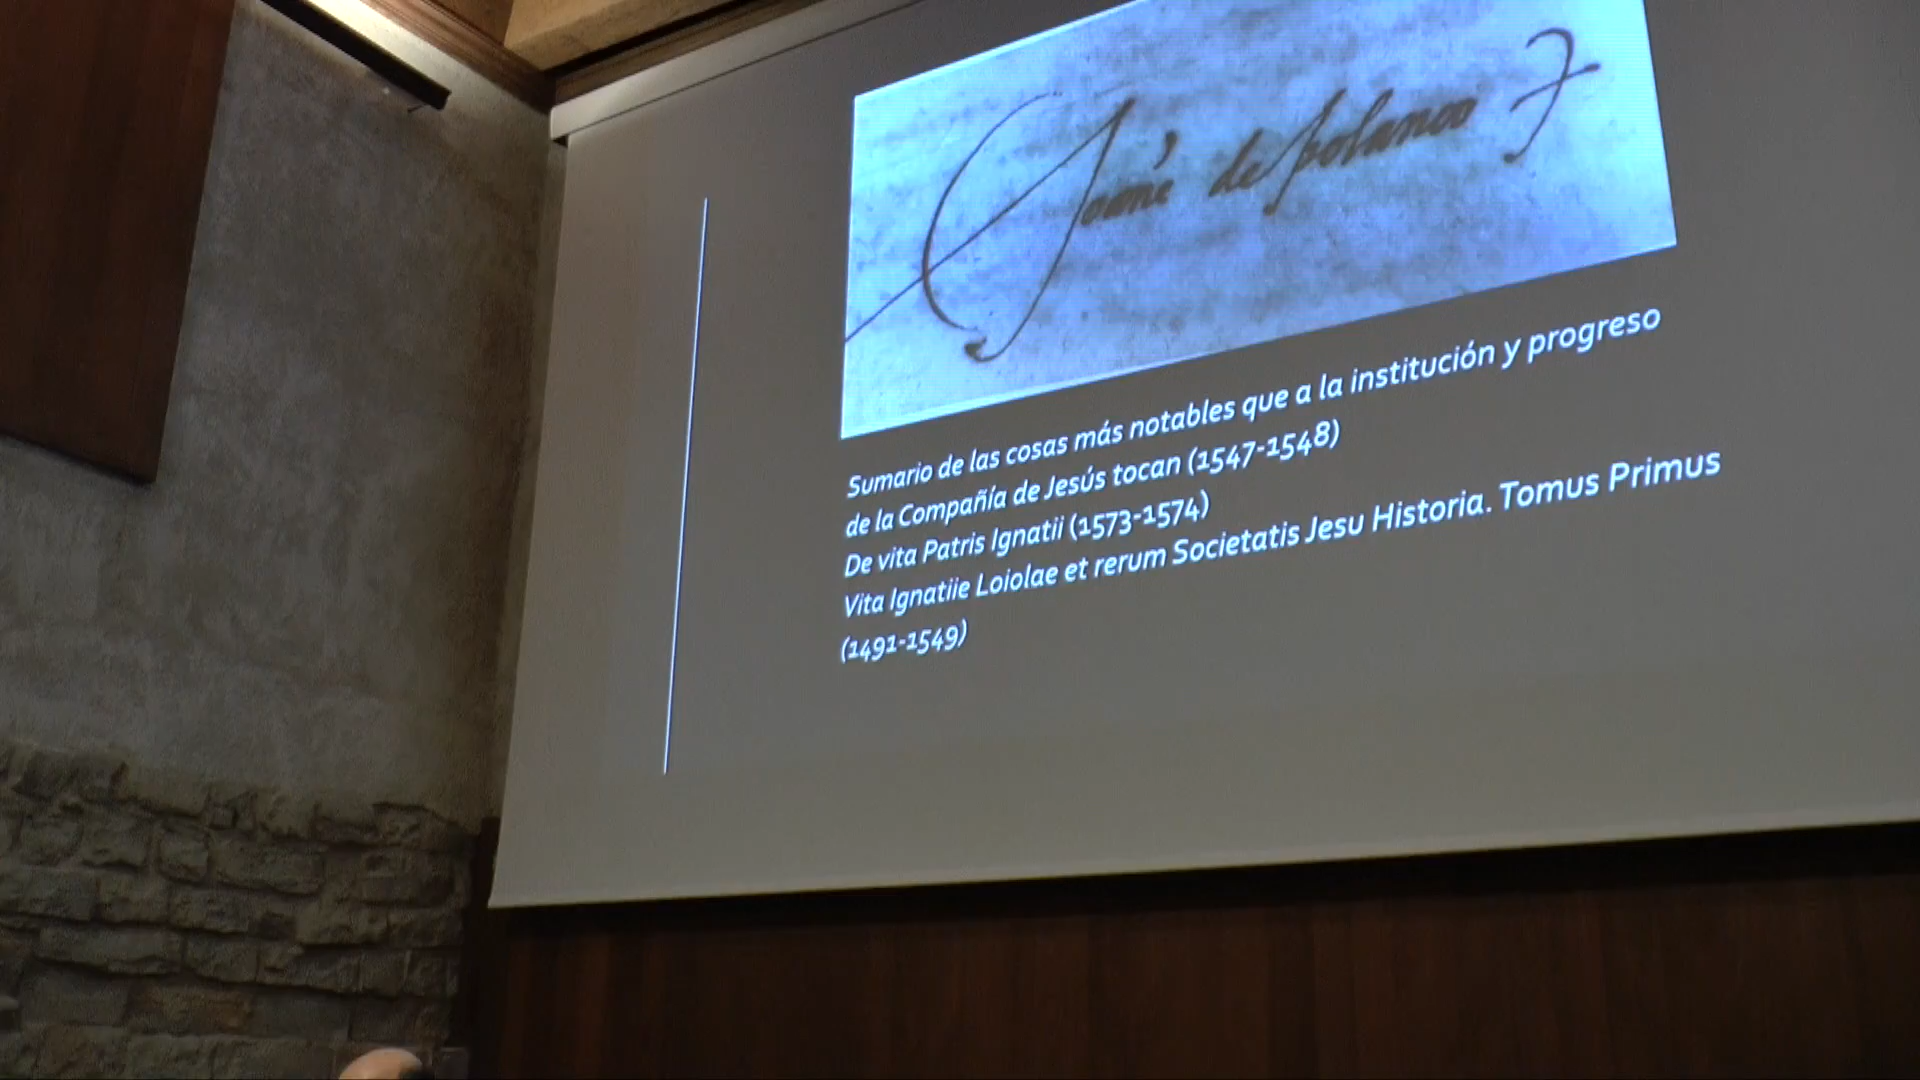 Joane de polanco
Sumario de las cosas más notables que a la institución y progreso
de la Compañía de Jesús tocan (1547-1548)
De vita Patris Ignatii (1573-1574)
Vita Ignatiie Loiolae et rerum Societatis Jesu Historia. Tomus Primus
(1491-1549)